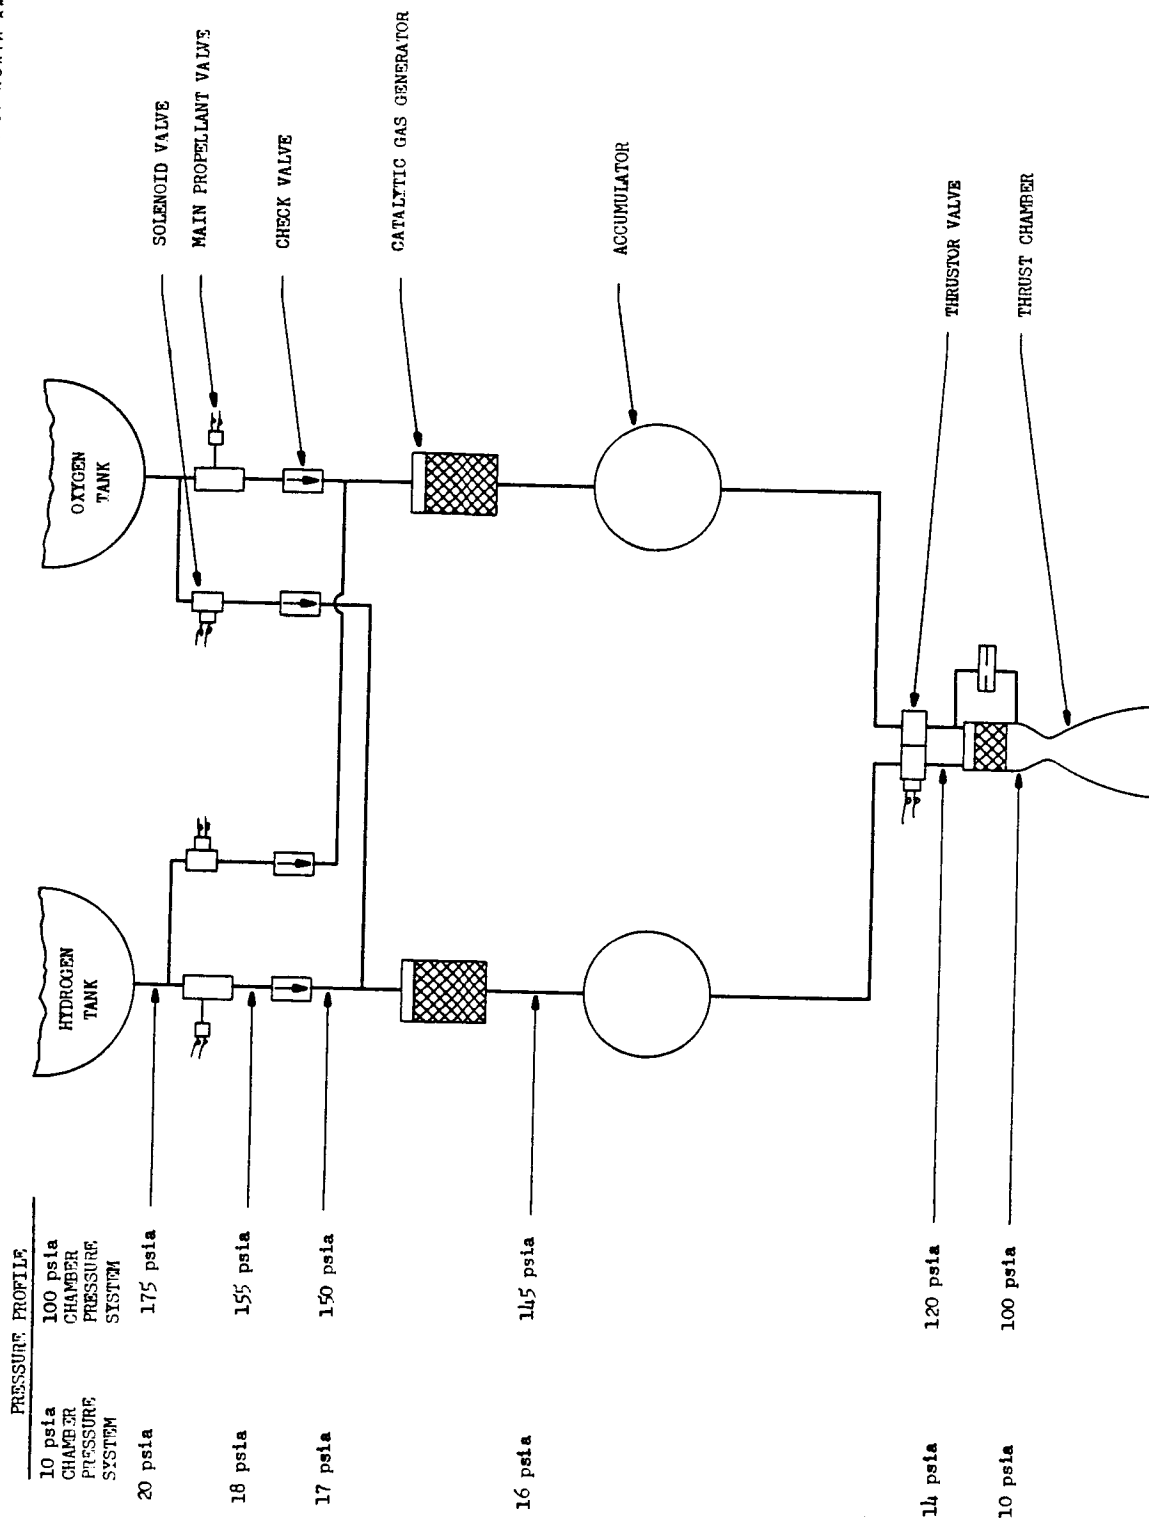 SOLENOID VALVE
MAIN PROPELLANT VALVE
CHECK VALVE
CATALYTIC GAS GENERATOR
ACCUMULATOR
THRUSTOR VALVE
THRUST CHAMBER
OXYGEN
TANK
HYDROGEN
TANK
PRESSURE PROFILE
10 psia
CHAMBER
PRESSURE
SYSTEM
100 psia
CHAMBER
PRESSURE
SYSTEM
20 psia
175 psia
18 psia
155 psia
17 psia
150 psia
16 psia
145 psia
14 psia
120 psia
10 psia
100 psia